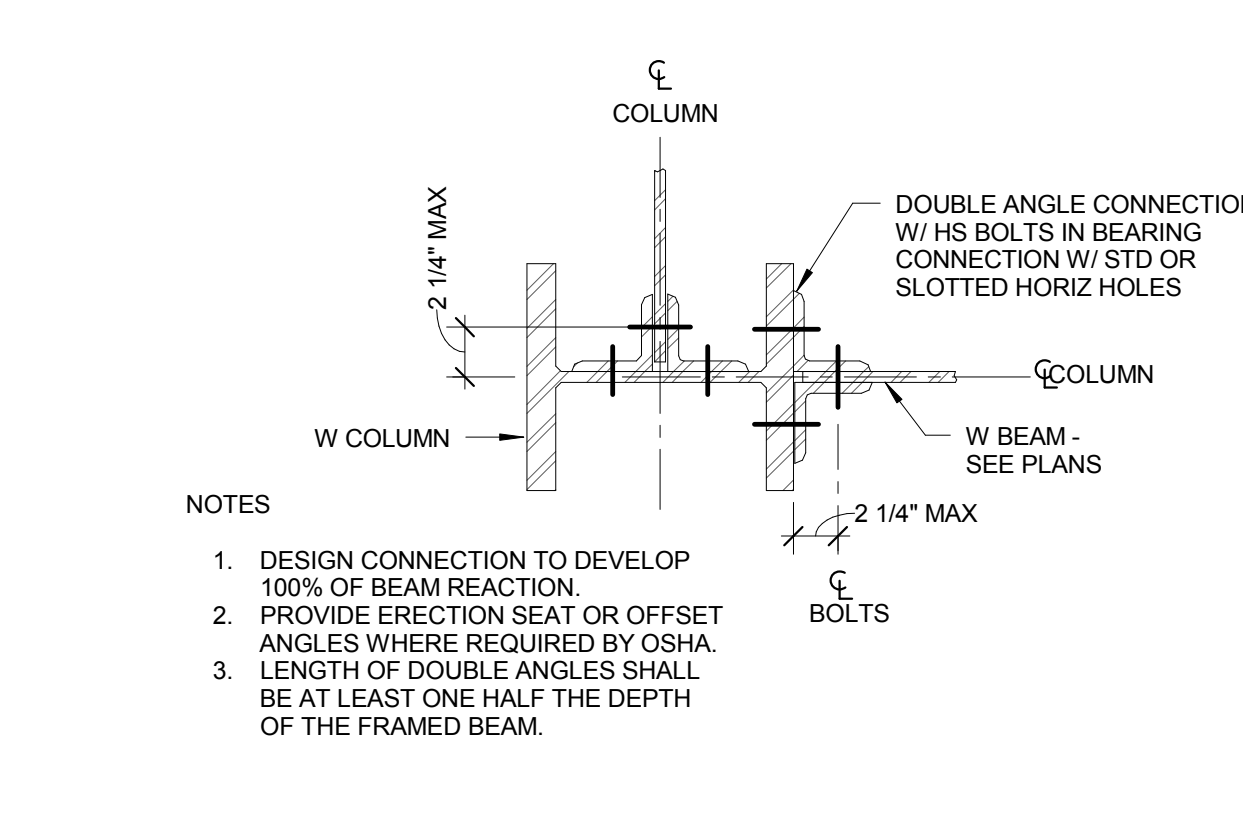 ℄
COLUMN
2 1/4" MAX
DOUBLE ANGLE CONNECTION
W/ HS BOLTS IN BEARING
CONNECTION W/ STD OR
SLOTTED HORIZ HOLES
℄ COLUMN
W COLUMN
W BEAM -
SEE PLANS
2 1/4" MAX
℄
BOLTS
NOTES
1. DESIGN CONNECTION TO DEVELOP
100% OF BEAM REACTION.
2. PROVIDE ERECTION SEAT OR OFFSET
ANGLES WHERE REQUIRED BY OSHA.
3. LENGTH OF DOUBLE ANGLES SHALL
BE AT LEAST ONE HALF THE DEPTH
OF THE FRAMED BEAM.